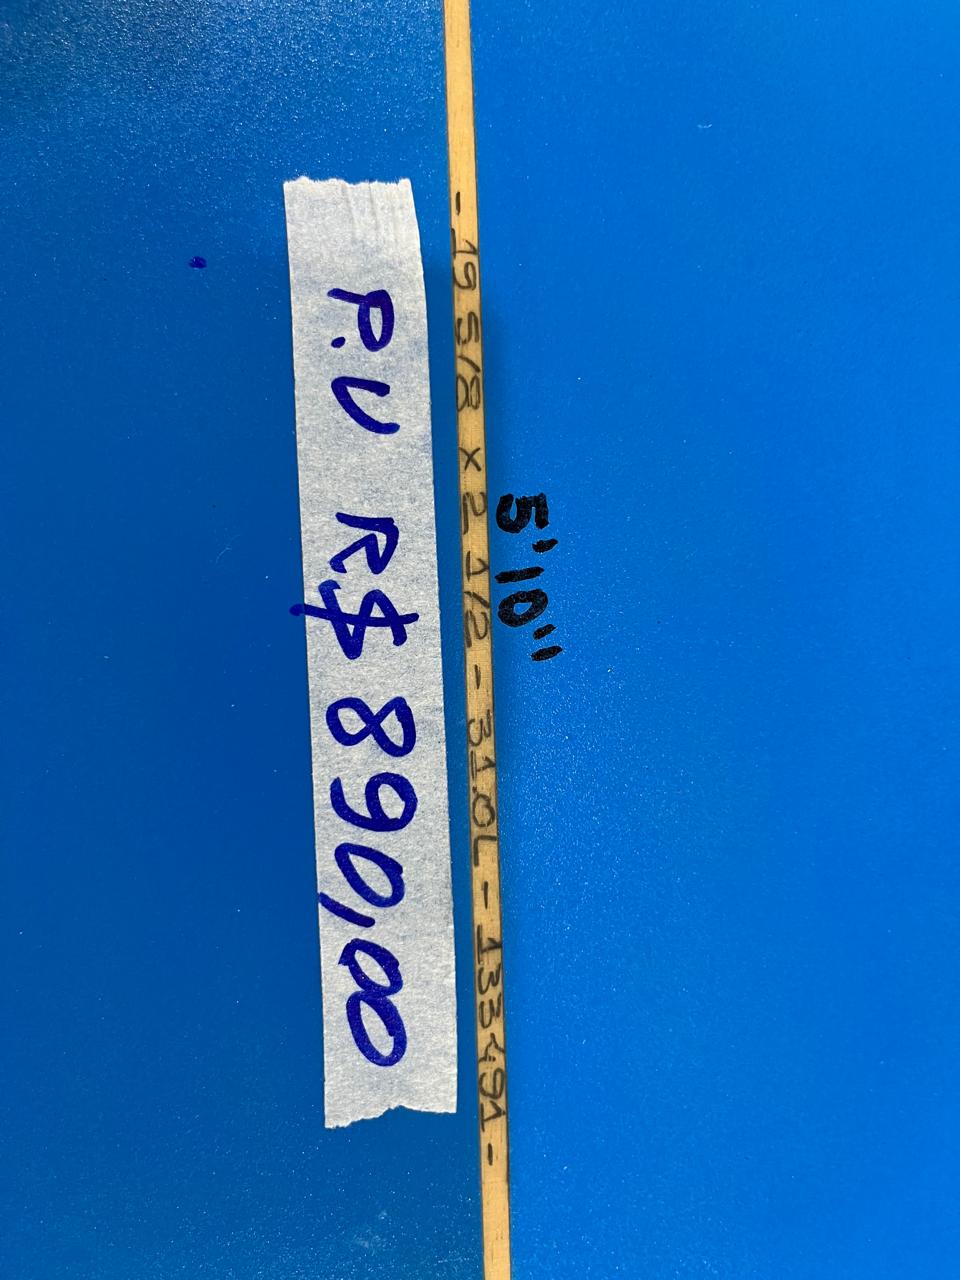 5'10"
- 19 5/8 x 2 1/2 - 31.0L - 133491 -
P.V R$ 890,00